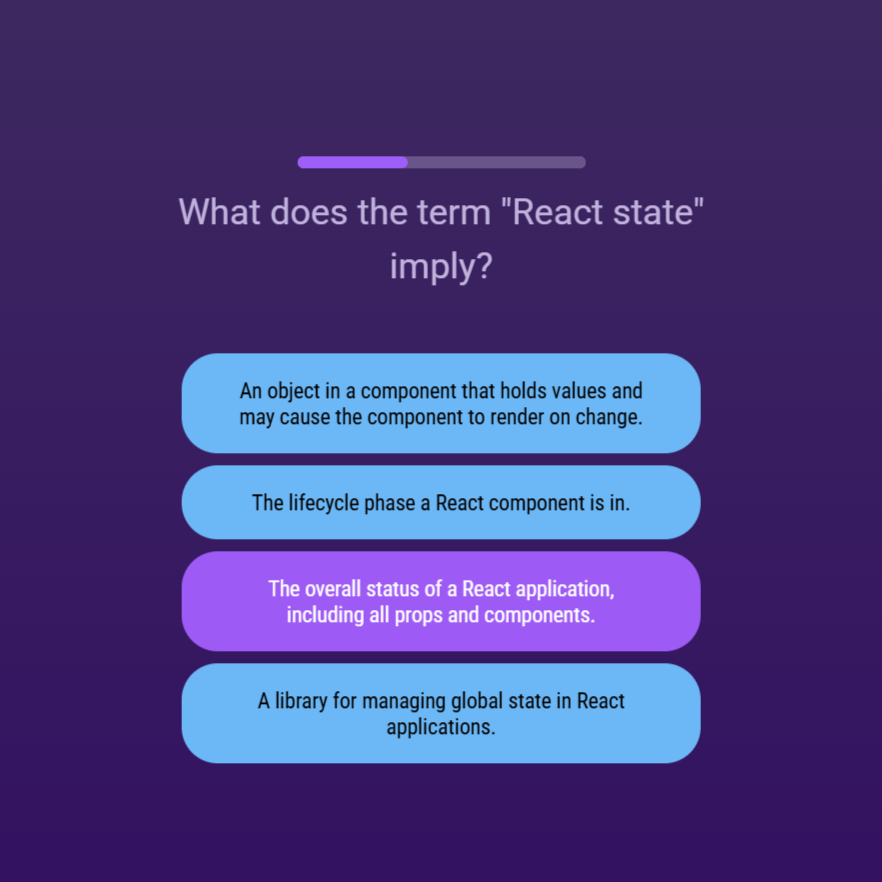 What does the term "React state"
imply?
An object in a component that holds values and
may cause the component to render on change.
The lifecycle phase a React component is in.
The overall status of a React application,
including all props and components.
A library for managing global state in React
applications.